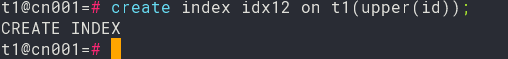 t1@cn001=# create index idx12 on t1(upper(id));
CREATE INDEX
t1@cn001=#